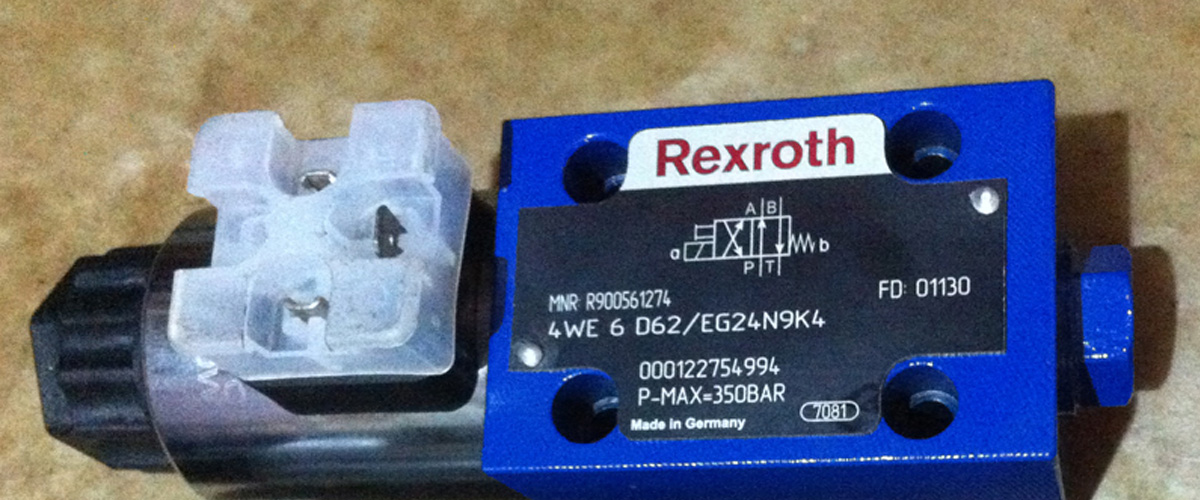 Rexroth
A B
a b
P T
MNR: R900561274
FD: 01130
4WE 6 D62/EG24N9K4
000122754994
P-MAX=350BAR
7081
Made in Germany